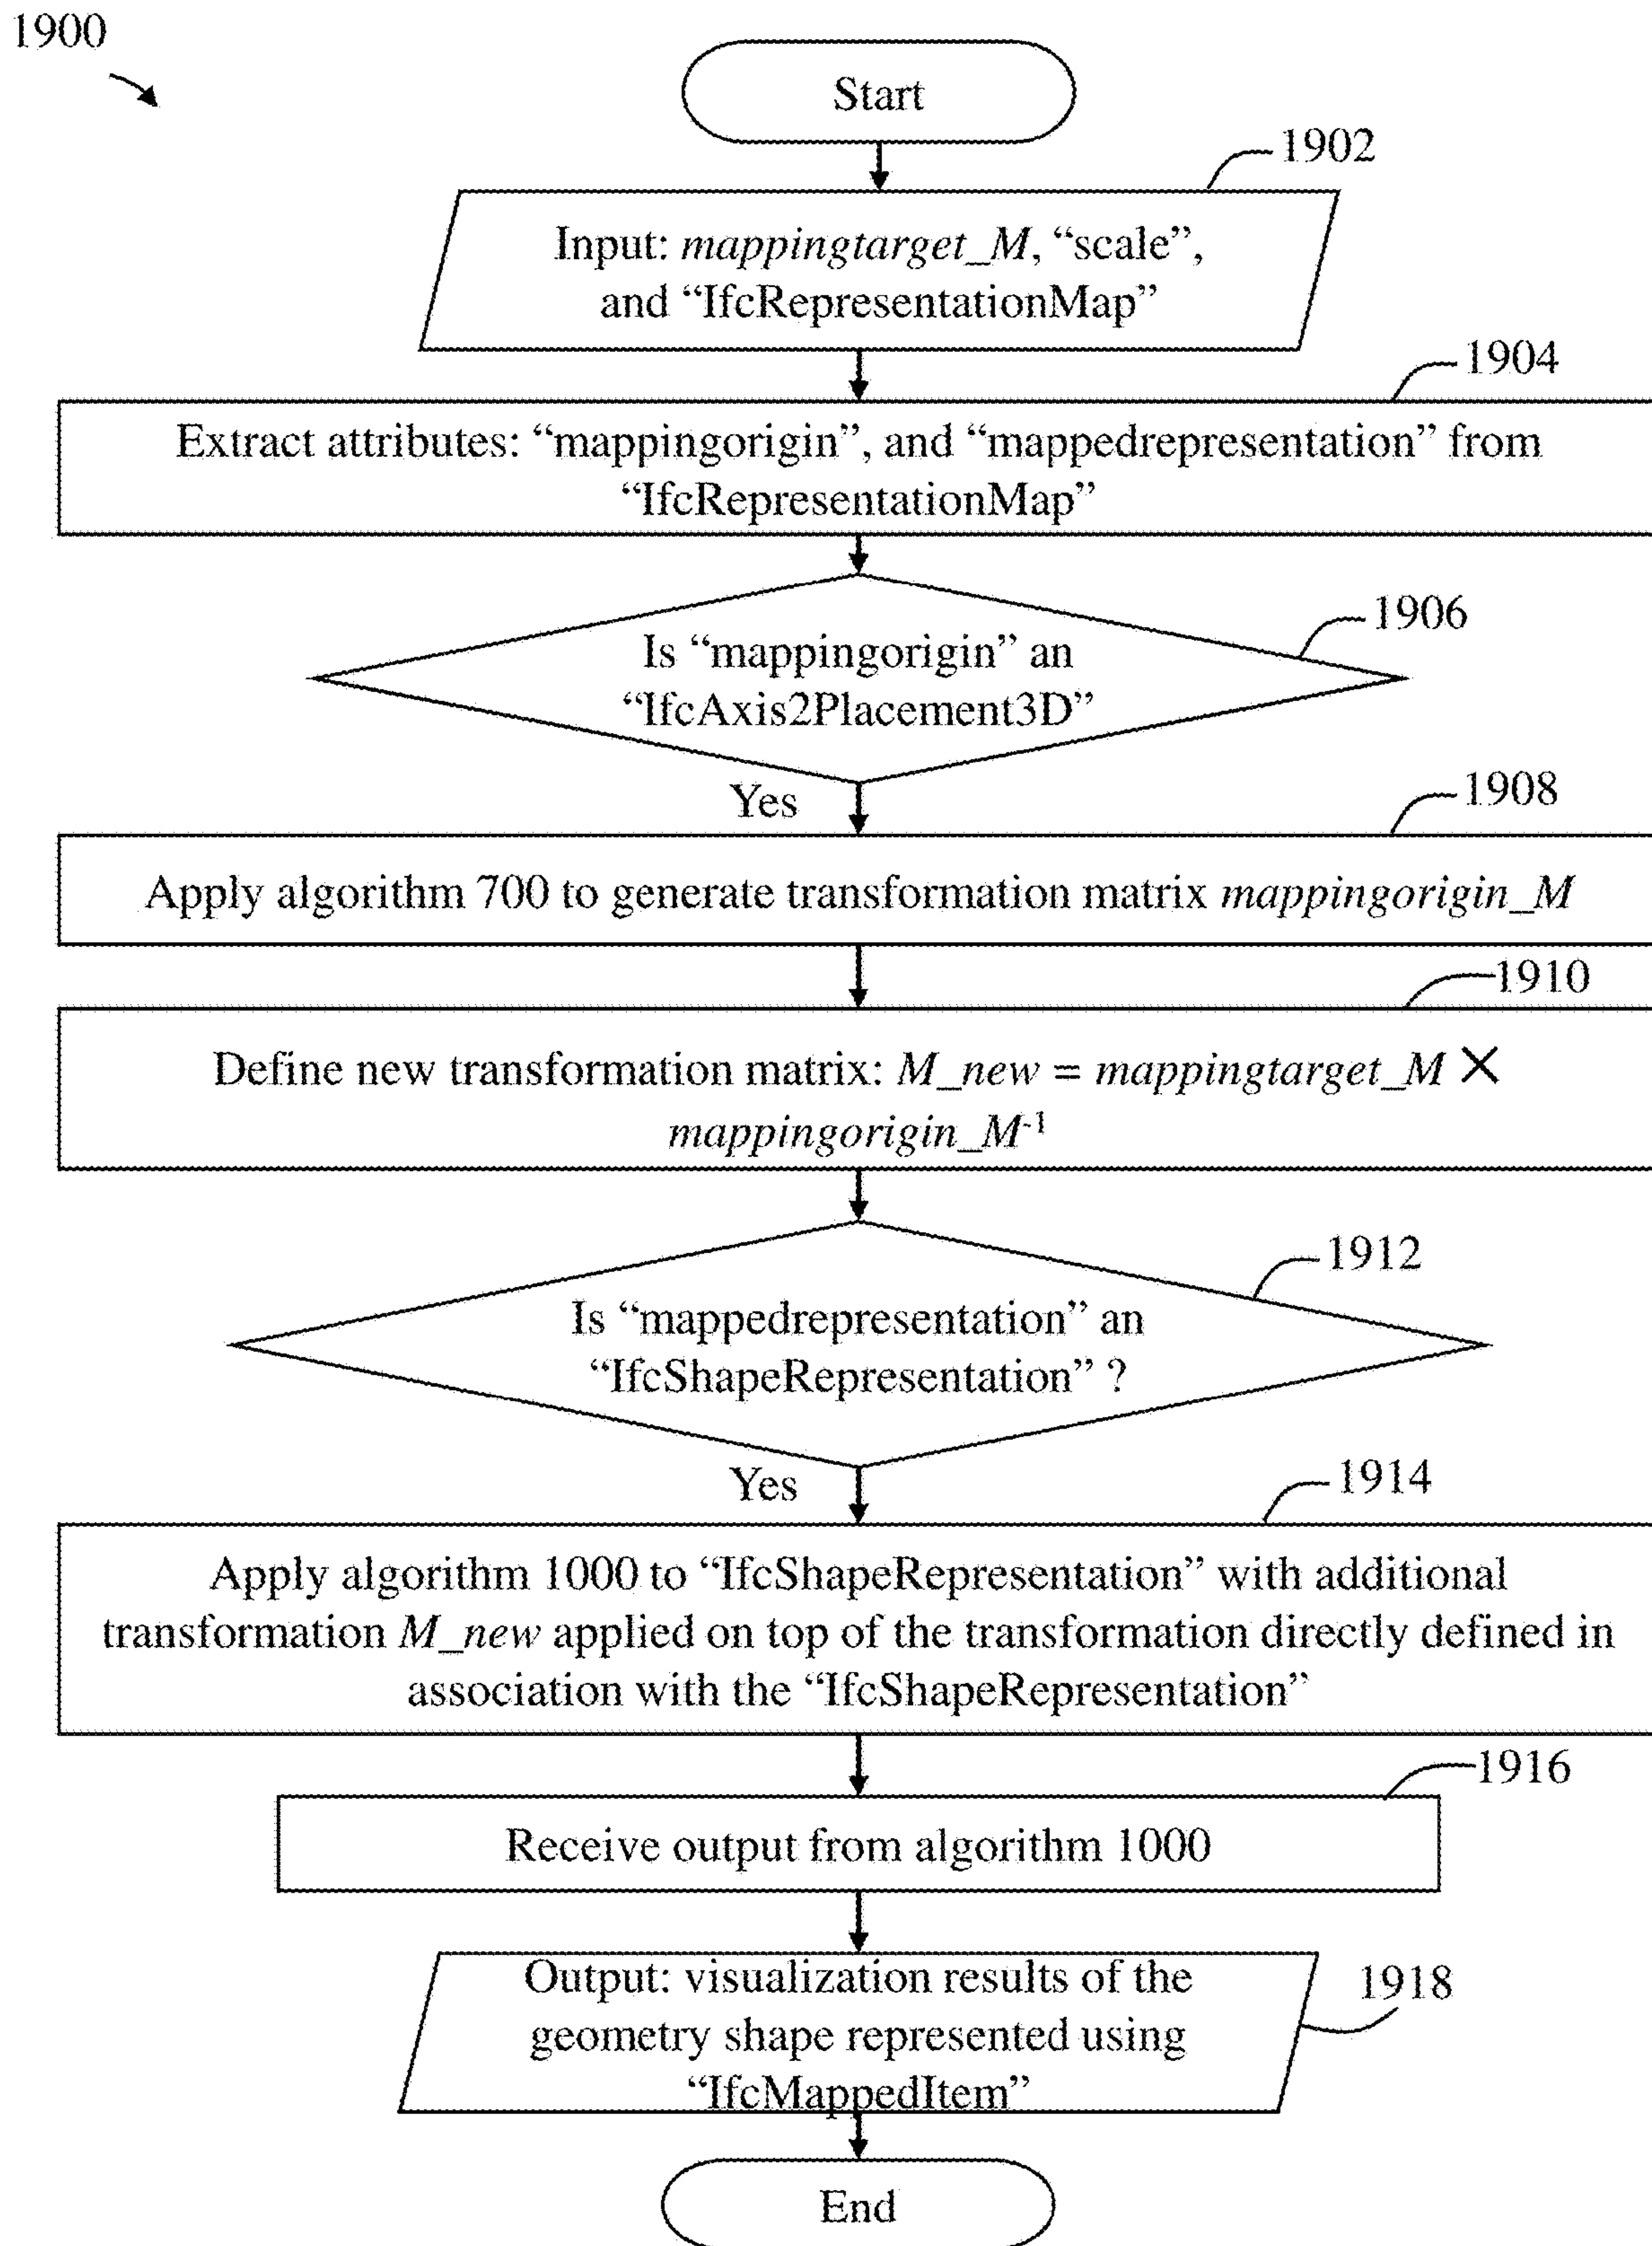 1900
Start
1902
Input: mappingtarget_M, “scale”,
and “IfcRepresentationMap”
1904
Extract attributes: “mappingorigin”, and “mappedrepresentation” from
“IfcRepresentationMap”
1906
Is “mappingorigin” an
“IfcAxis2Placement3D”
Yes
1908
Apply algorithm 700 to generate transformation matrix mappingorigin_M
1910
Define new transformation matrix: M_new = mappingtarget_M ×
mappingorigin_M⁻¹
1912
Is “mappedrepresentation” an
“IfcShapeRepresentation” ?
Yes
1914
Apply algorithm 1000 to “IfcShapeRepresentation” with additional
transformation M_new applied on top of the transformation directly defined in
association with the “IfcShapeRepresentation”
1916
Receive output from algorithm 1000
1918
Output: visualization results of the
geometry shape represented using
“IfcMappedItem”
End